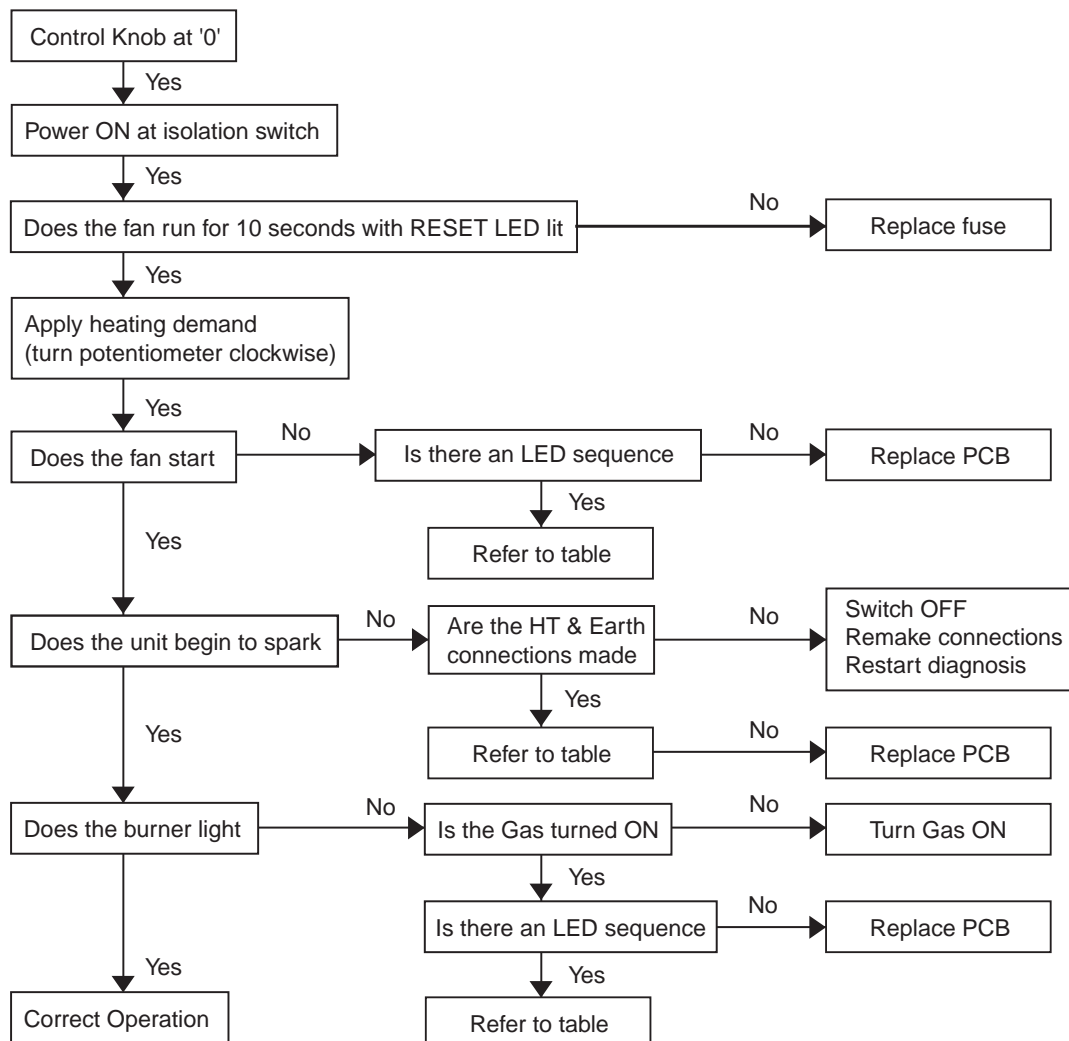 Control Knob at '0'
Yes
Power ON at isolation switch
Yes
Does the fan run for 10 seconds with RESET LED lit
No
Replace fuse
Yes
Apply heating demand
(turn potentiometer clockwise)
Yes
Does the fan start
No
Is there an LED sequence
No
Replace PCB
Yes
Refer to table
Yes
Does the unit begin to spark
No
Are the HT & Earth
connections made
No
Switch OFF
Remake connections
Restart diagnosis
Yes
Refer to table
No
Replace PCB
Yes
Does the burner light
No
Is the Gas turned ON
No
Turn Gas ON
Yes
Is there an LED sequence
No
Replace PCB
Yes
Refer to table
Yes
Correct Operation